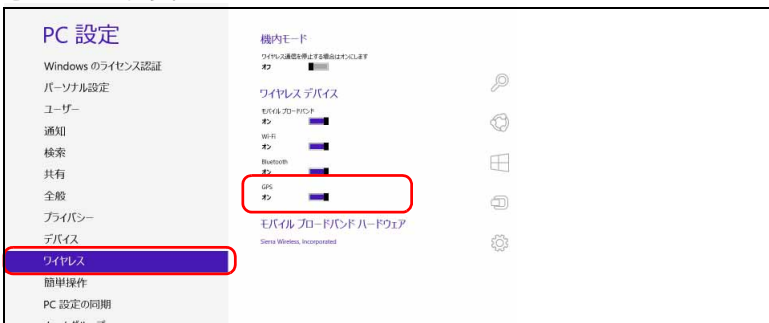 PC 設定
Windows のライセンス認証
パーソナル設定
ユーザー
通知
検索
共有
全般
プライバシー
デバイス
ワイヤレス
簡単操作
PC 設定の同期
機内モード
ワイヤレス通信を停止する場合はオンにします
オフ
ワイヤレス デバイス
モバイル ブロードバンド
オン
Wi-Fi
オン
Bluetooth
オン
GPS
オン
モバイル ブロードバンド ハードウェア
Sierra Wireless, Incorporated